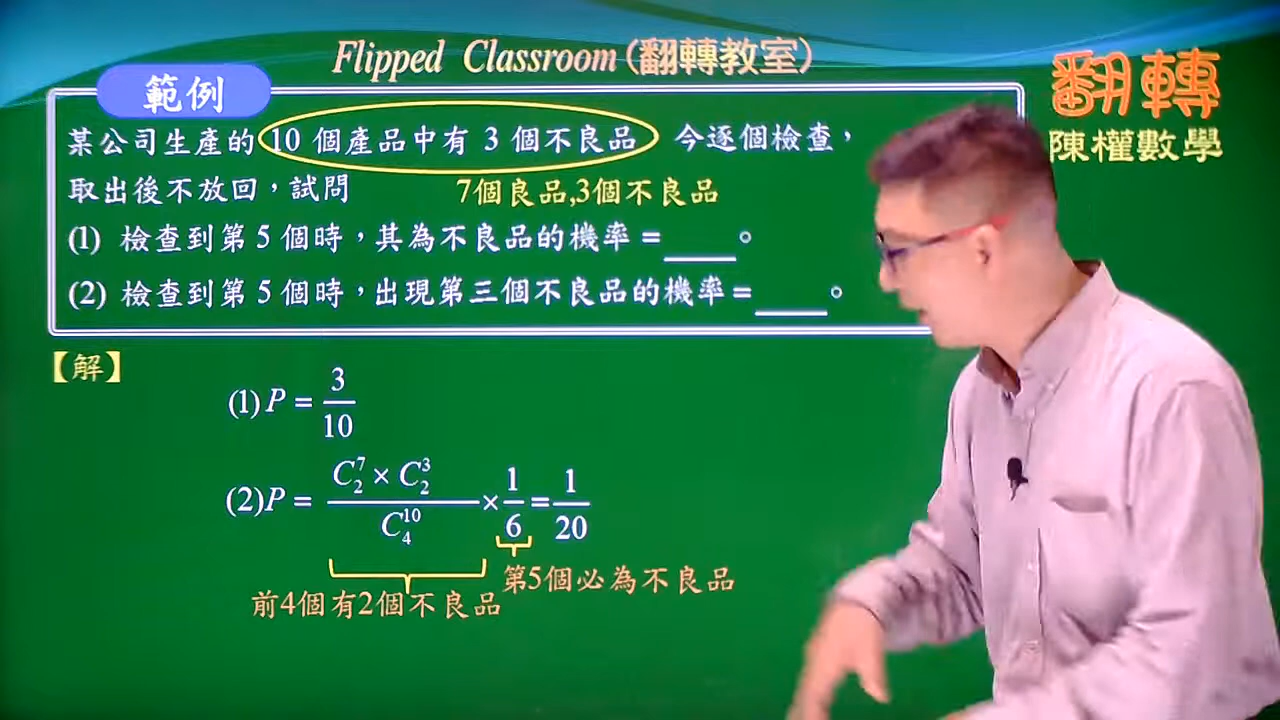 Flipped Classroom(翻轉教室)
翻轉
陳權數學
範例
某公司生產的 10 個產品中有 3 個不良品 今逐個檢查,
取出後不放回,試問
7個良品,3個不良品
(1) 檢查到第 5 個時,其為不良品的機率 = ____。
(2) 檢查到第 5 個時,出現第三個不良品的機率= ____。
【解】
(1) P = 3/10
(2)P = (C^7_2 × C^3_2)/(C^10_4) × 1/6 = 1/20
第5個必為不良品
前4個有2個不良品